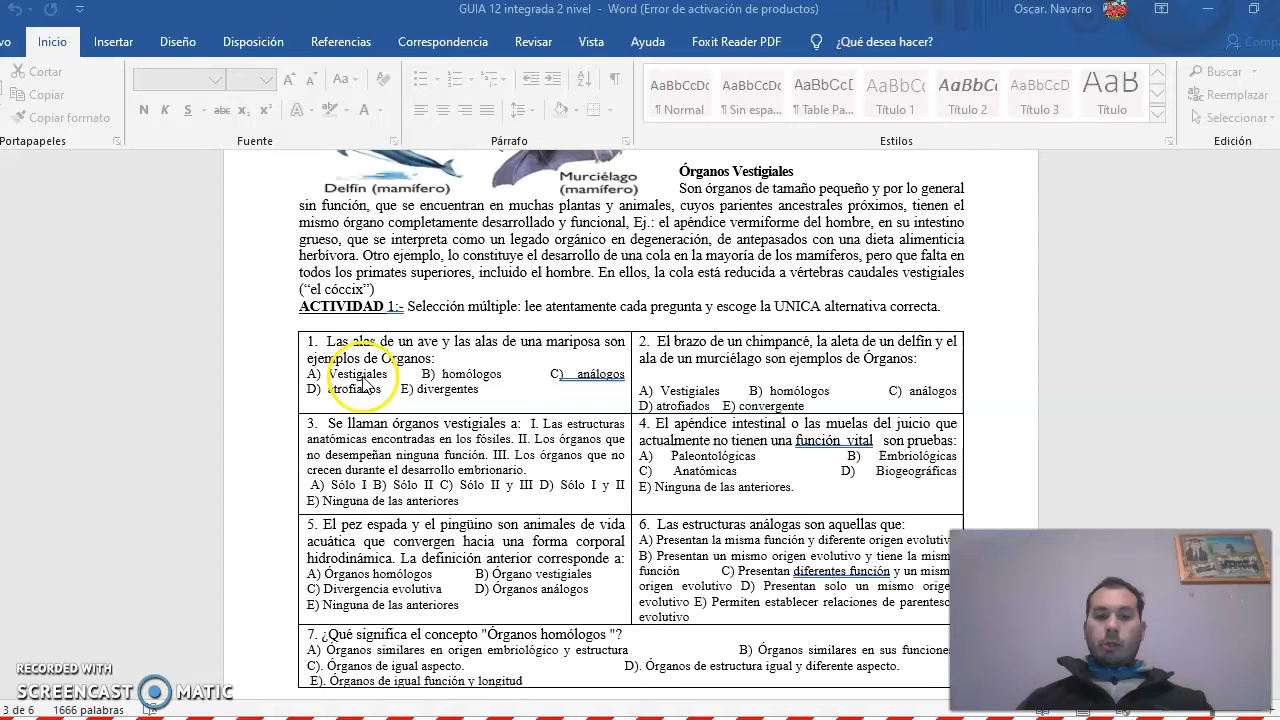 GUIA 12 integrada 2 nivel - Word (Error de activación de productos)
Oscar. Navarro
Inicio Insertar Diseño Disposición Referencias Correspondencia Revisar Vista Ayuda Foxit Reader PDF ¿Qué desea hacer?
Cortar
Copiar
Copiar formato
Portapapeles
Aa
N K S abc x₂ x² A A
Fuente
Párrafo
AaBbCcDc AaBbCcDc AaBbCcDc AaBbCc AaBbCc AaBbCcD AaB
¶ Normal ¶ Sin espa... ¶ Table Pa... Título 1 Título 2 Título 3 Título
Estilos
Buscar
Reemplazar
Seleccionar
Edición
Delfín (mamífero)
Murciélago
(mamífero)
Órganos Vestigiales
Son órganos de tamaño pequeño y por lo general
sin función, que se encuentran en muchas plantas y animales, cuyos parientes ancestrales próximos, tienen el
mismo órgano completamente desarrollado y funcional, Ej.: el apéndice vermiforme del hombre, en su intestino
grueso, que se interpreta como un legado orgánico en degeneración, de antepasados con una dieta alimenticia
herbívora. Otro ejemplo, lo constituye el desarrollo de una cola en la mayoría de los mamíferos, pero que falta en
todos los primates superiores, incluido el hombre. En ellos, la cola está reducida a vértebras caudales vestigiales
(“el cóccix”)
ACTIVIDAD 1:- Selección múltiple: lee atentamente cada pregunta y escoge la UNICA alternativa correcta.
1. Las alas de un ave y las alas de una mariposa son
ejemplos de Órganos:
A) Vestigiales B) homólogos C) análogos
D) atrofiados E) divergentes
2. El brazo de un chimpancé, la aleta de un delfín y el
ala de un murciélago son ejemplos de Órganos:
A) Vestigiales B) homólogos C) análogos
D) atrofiados E) convergente
3. Se llaman órganos vestigiales a: I. Las estructuras
anatómicas encontradas en los fósiles. II. Los órganos que
no desempeñan ninguna función. III. Los órganos que no
crecen durante el desarrollo embrionario.
A) Sólo I B) Sólo II C) Sólo II y III D) Sólo I y II
E) Ninguna de las anteriores
4. El apéndice intestinal o las muelas del juicio que
actualmente no tienen una función vital son pruebas:
A) Paleontológicas B) Embriológicas
C) Anatómicas D) Biogeográficas
E) Ninguna de las anteriores.
5. El pez espada y el pingüino son animales de vida
acuática que convergen hacia una forma corporal
hidrodinámica. La definición anterior corresponde a:
A) Órganos homólogos B) Órgano vestigiales
C) Divergencia evolutiva D) Órganos análogos
E) Ninguna de las anteriores
6. Las estructuras análogas son aquellas que:
A) Presentan la misma función y diferente origen evolutiv
B) Presentan un mismo origen evolutivo y tiene la mism
función C) Presentan diferentes función y un mism
origen evolutivo D) Presentan solo un mismo orige
evolutivo E) Permiten establecer relaciones de parentesc
evolutivo
7. ¿Qué significa el concepto "Órganos homólogos "?
A) Órganos similares en origen embriológico y estructura B) Órganos similares en sus funcione
C). Órganos de igual aspecto. D). Órganos de estructura igual y diferente aspecto.
E). Órganos de igual función y longitud
RECORDED WITH
SCREENCAST MATIC
3 de 6 1666 palabras